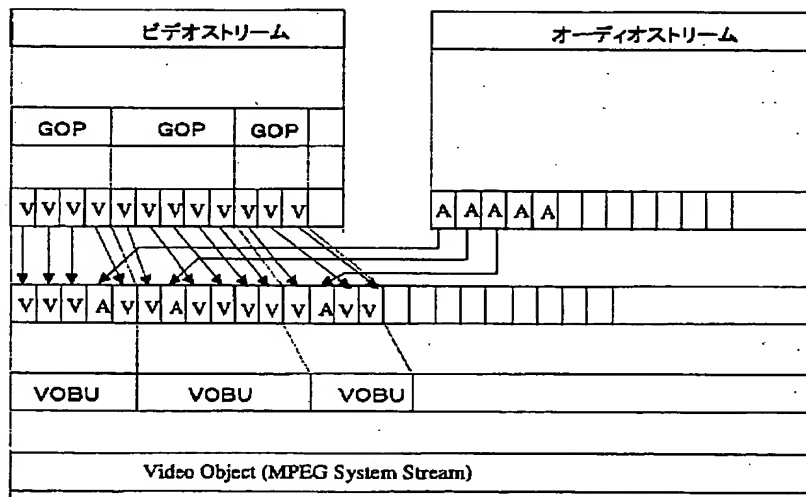 ビデオストリーム オーディオストリーム
GOP GOP GOP
V V V V V V V V V V V V A A A A A
V V V A V V A V V V V V A V V
VOBU VOBU VOBU
Video Object (MPEG System Stream)